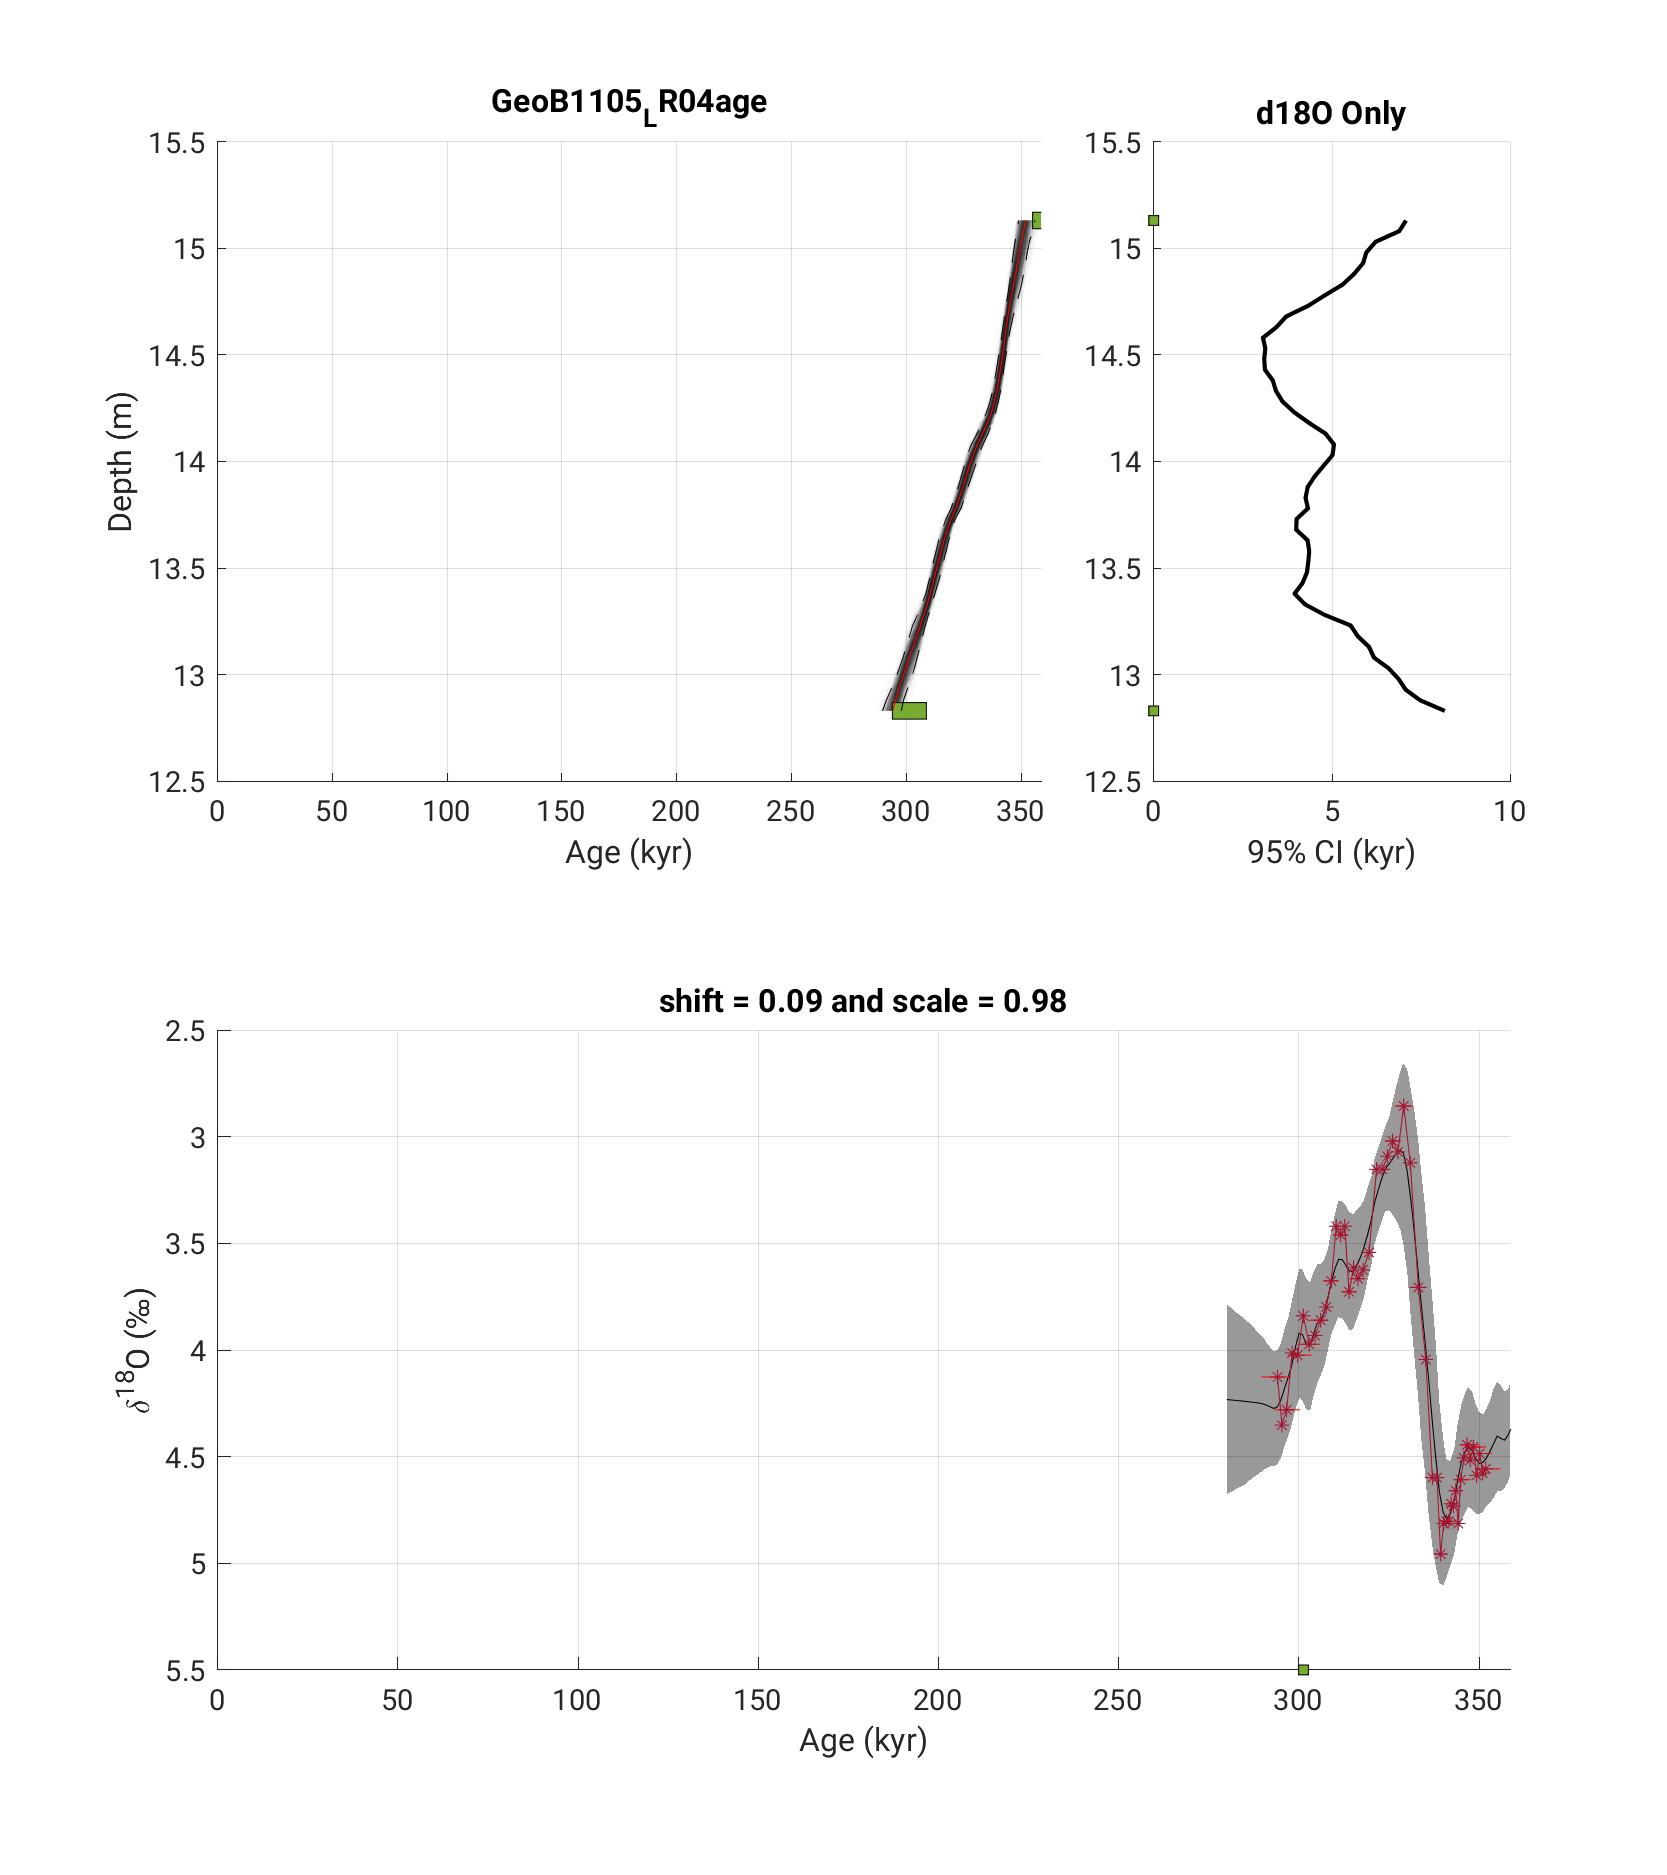 GeoB1105LR04age
d18O Only
15.5
15
14.5
14
13.5
13
12.5
Depth (m)
0 50 100 150 200 250 300 350
Age (kyr)
15.5
15
14.5
14
13.5
13
12.5
0 5 10
95% CI (kyr)
shift = 0.09 and scale = 0.98
2.5
3
3.5
4
4.5
5
5.5
δ18O (‰)
0 50 100 150 200 250 300 350
Age (kyr)